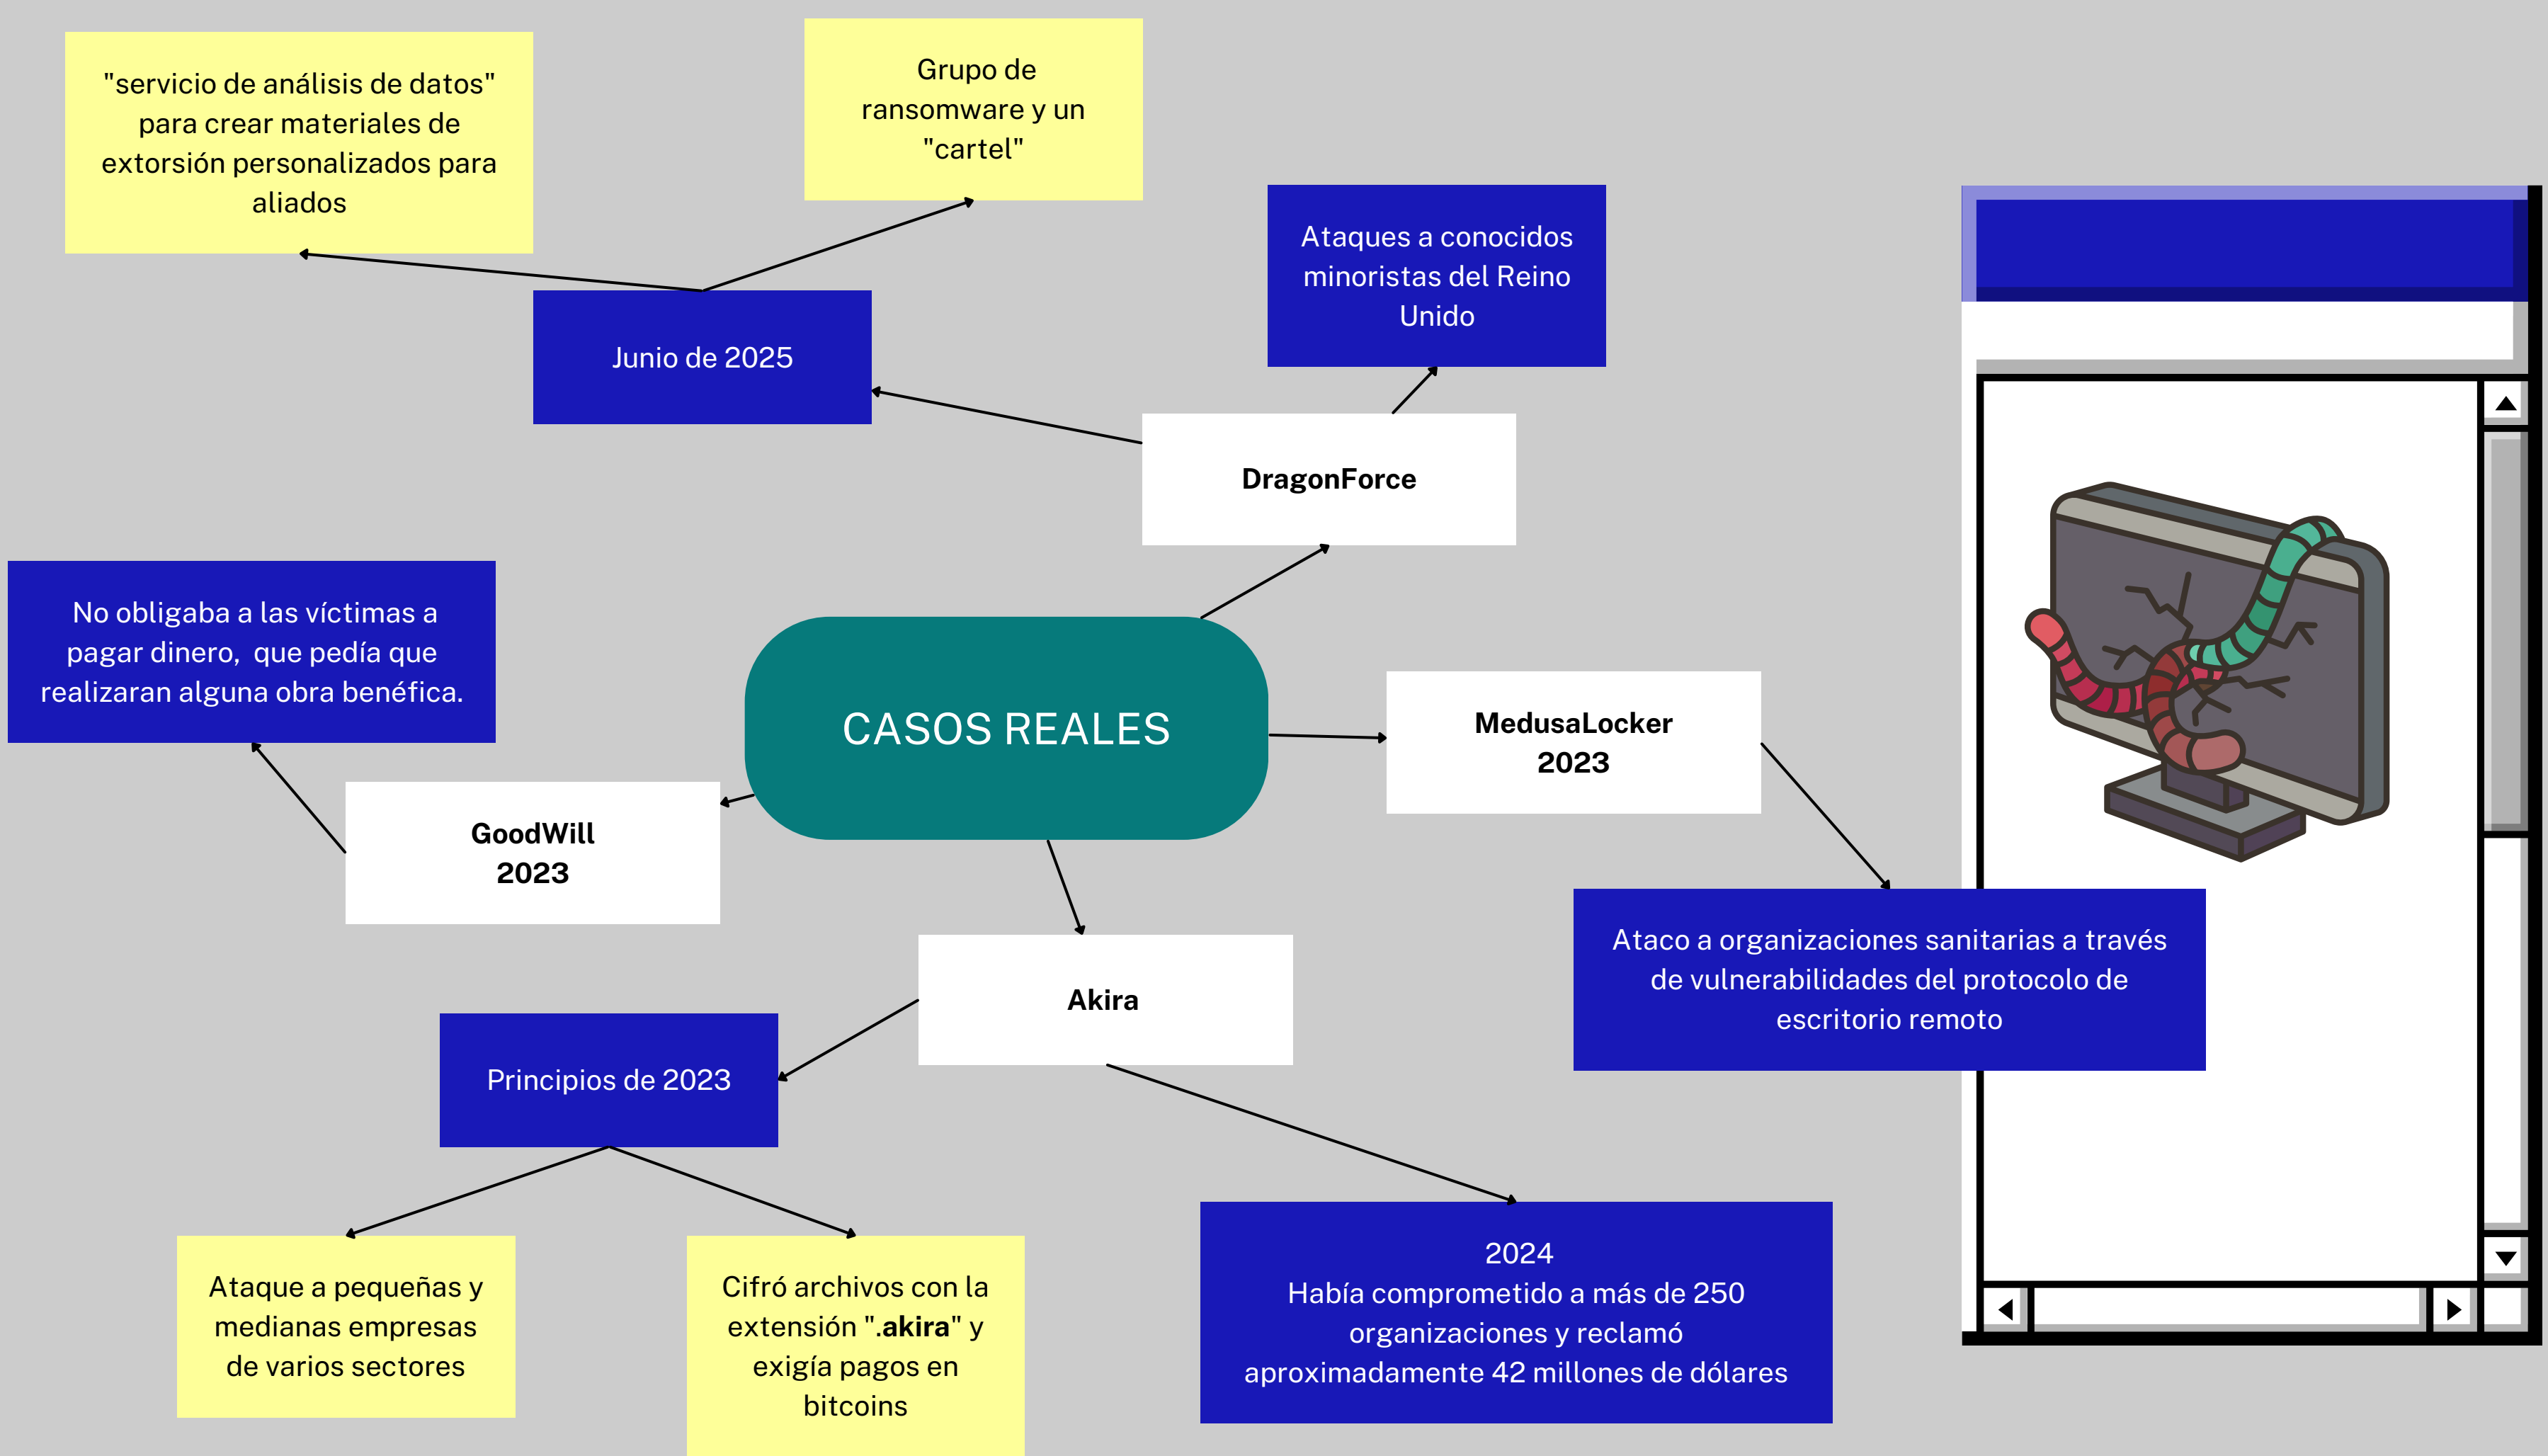 "servicio de análisis de datos"
para crear materiales de
extorsión personalizados para
aliados
Grupo de
ransomware y un
"cartel"
Ataques a conocidos
minoristas del Reino
Unido
Junio de 2025
DragonForce
No obligaba a las víctimas a
pagar dinero,  que pedía que
realizaran alguna obra benéfica.
CASOS REALES
MedusaLocker
2023
GoodWill
2023
Ataco a organizaciones sanitarias a través
de vulnerabilidades del protocolo de
escritorio remoto
Akira
Principios de 2023
Ataque a pequeñas y
medianas empresas
de varios sectores
Cifró archivos con la
extensión ".akira" y
exigía pagos en
bitcoins
2024
Había comprometido a más de 250
organizaciones y reclamó
aproximadamente 42 millones de dólares